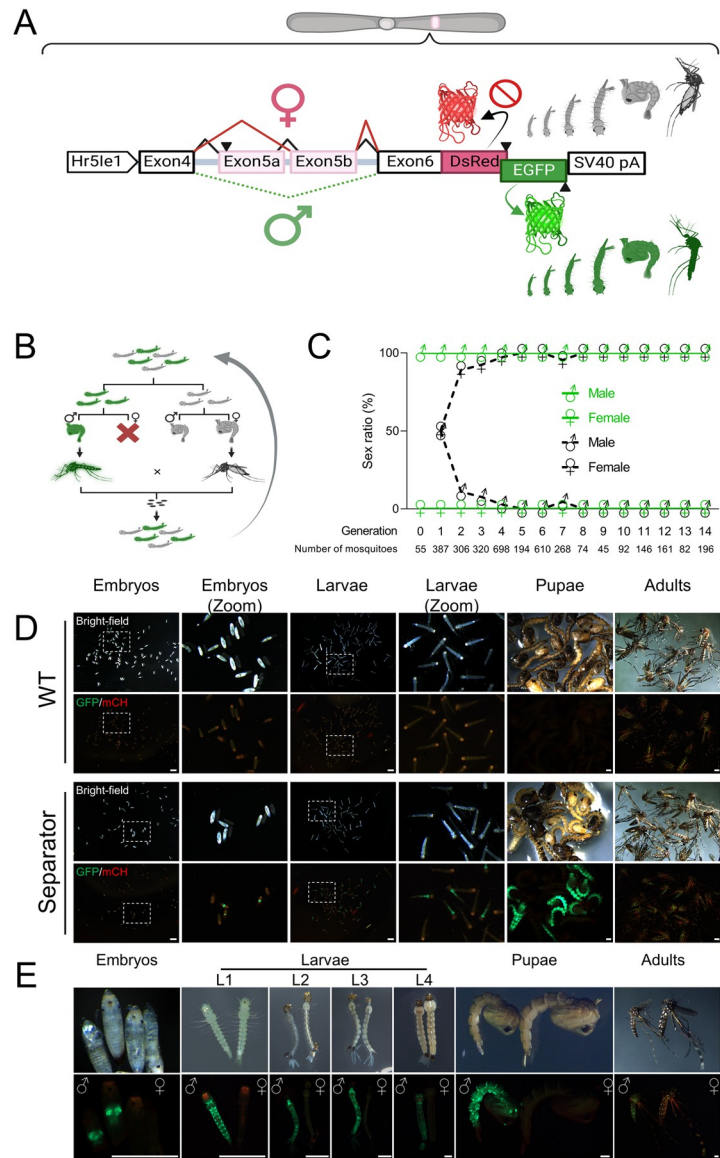 A
Hr5Ie1
Exon4
Exon5a
Exon5b
Exon6
DsRed
EGFP
SV40 pA
♀
♂
B
♂ ♀ ♂ ♀
×
C
Sex ratio (%)
100
50
0
Male
Female
Male
Female
Generation 0 1 2 3 4 5 6 7 8 9 10 11 12 13 14
Number of mosquitoes 55 387 306 320 698 194 610 268 74 45 92 146 161 82 196
D
Embryos Embryos (Zoom) Larvae Larvae (Zoom) Pupae Adults
WT
Bright-field
GFP/mCH
Separator
Bright-field
GFP/mCH
E
Embryos Larvae Pupae Adults
L1 L2 L3 L4
♂ ♀ ♂ ♀ ♂ ♀ ♂ ♀